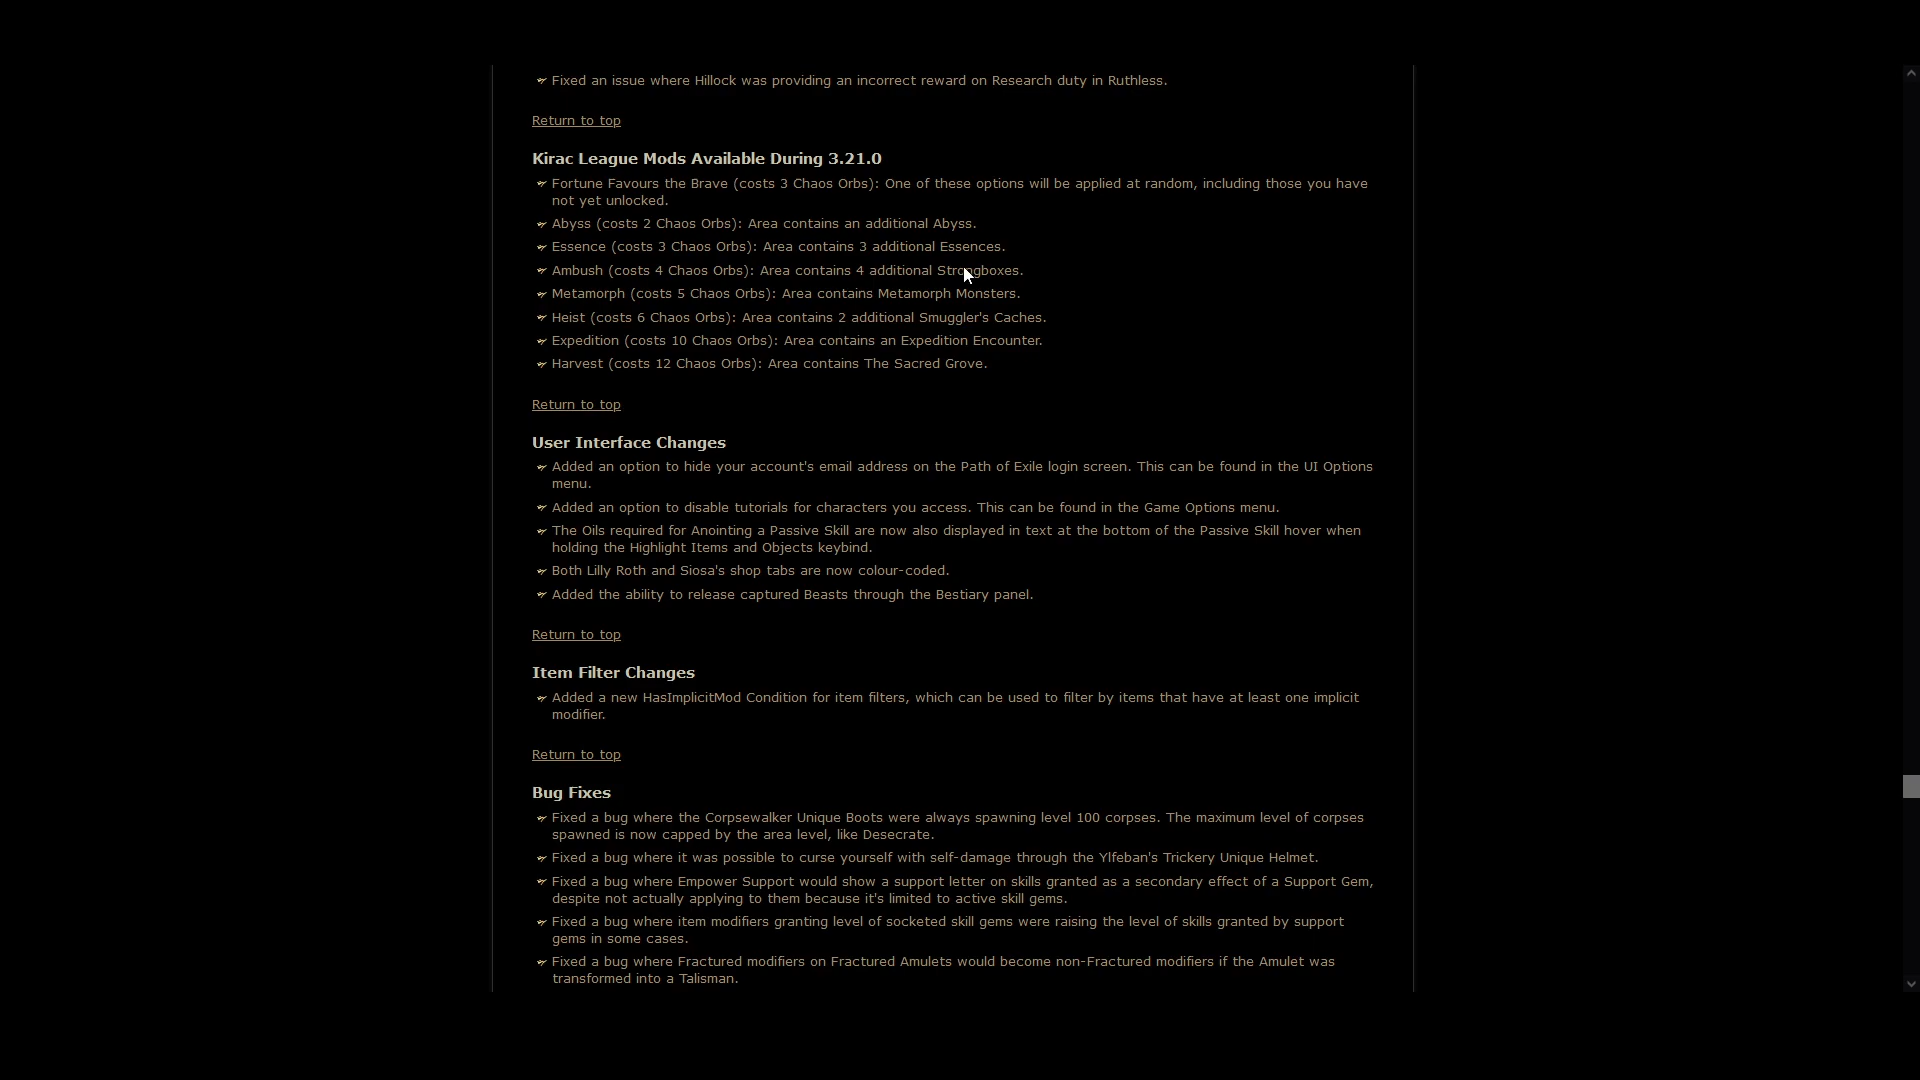 Fixed an issue where Hillock was providing an incorrect reward on Research duty in Ruthless.
Return to top
Kirac League Mods Available During 3.21.0
Fortune Favours the Brave (costs 3 Chaos Orbs): One of these options will be applied at random, including those you have
not yet unlocked.
Abyss (costs 2 Chaos Orbs): Area contains an additional Abyss.
Essence (costs 3 Chaos Orbs): Area contains 3 additional Essences.
Ambush (costs 4 Chaos Orbs): Area contains 4 additional Strongboxes.
Metamorph (costs 5 Chaos Orbs): Area contains Metamorph Monsters.
Heist (costs 6 Chaos Orbs): Area contains 2 additional Smuggler's Caches.
Expedition (costs 10 Chaos Orbs): Area contains an Expedition Encounter.
Harvest (costs 12 Chaos Orbs): Area contains The Sacred Grove.
Return to top
User Interface Changes
Added an option to hide your account's email address on the Path of Exile login screen. This can be found in the UI Options
menu.
Added an option to disable tutorials for characters you access. This can be found in the Game Options menu.
The Oils required for Anointing a Passive Skill are now also displayed in text at the bottom of the Passive Skill hover when
holding the Highlight Items and Objects keybind.
Both Lilly Roth and Siosa's shop tabs are now colour-coded.
Added the ability to release captured Beasts through the Bestiary panel.
Return to top
Item Filter Changes
Added a new HasImplicitMod Condition for item filters, which can be used to filter by items that have at least one implicit
modifier.
Return to top
Bug Fixes
Fixed a bug where the Corpsewalker Unique Boots were always spawning level 100 corpses. The maximum level of corpses
spawned is now capped by the area level, like Desecrate.
Fixed a bug where it was possible to curse yourself with self-damage through the Ylfeban's Trickery Unique Helmet.
Fixed a bug where Empower Support would show a support letter on skills granted as a secondary effect of a Support Gem,
despite not actually applying to them because it's limited to active skill gems.
Fixed a bug where item modifiers granting level of socketed skill gems were raising the level of skills granted by support
gems in some cases.
Fixed a bug where Fractured modifiers on Fractured Amulets would become non-Fractured modifiers if the Amulet was
transformed into a Talisman.